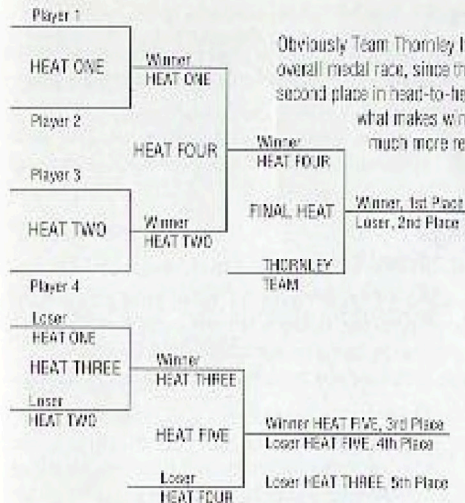 Player 1
HEAT ONE
Winner
HEAT ONE
Player 2
HEAT FOUR
Winner
HEAT FOUR
Player 3
HEAT TWO
Winner
HEAT TWO
Player 4
FINAL HEAT
Winner, 1st Place
Loser, 2nd Place
THORNLEY
TEAM
Obviously Team Thornley
overall medal race, since
second place in head-to-he
what makes
much more re
Loser
HEAT ONE
HEAT THREE
Loser
HEAT TWO
Winner
HEAT THREE
HEAT FIVE
Loser
HEAT FOUR
Winner HEAT FIVE, 3rd Place
Loser HEAT FIVE, 4th Place
Loser HEAT THREE, 5th Place